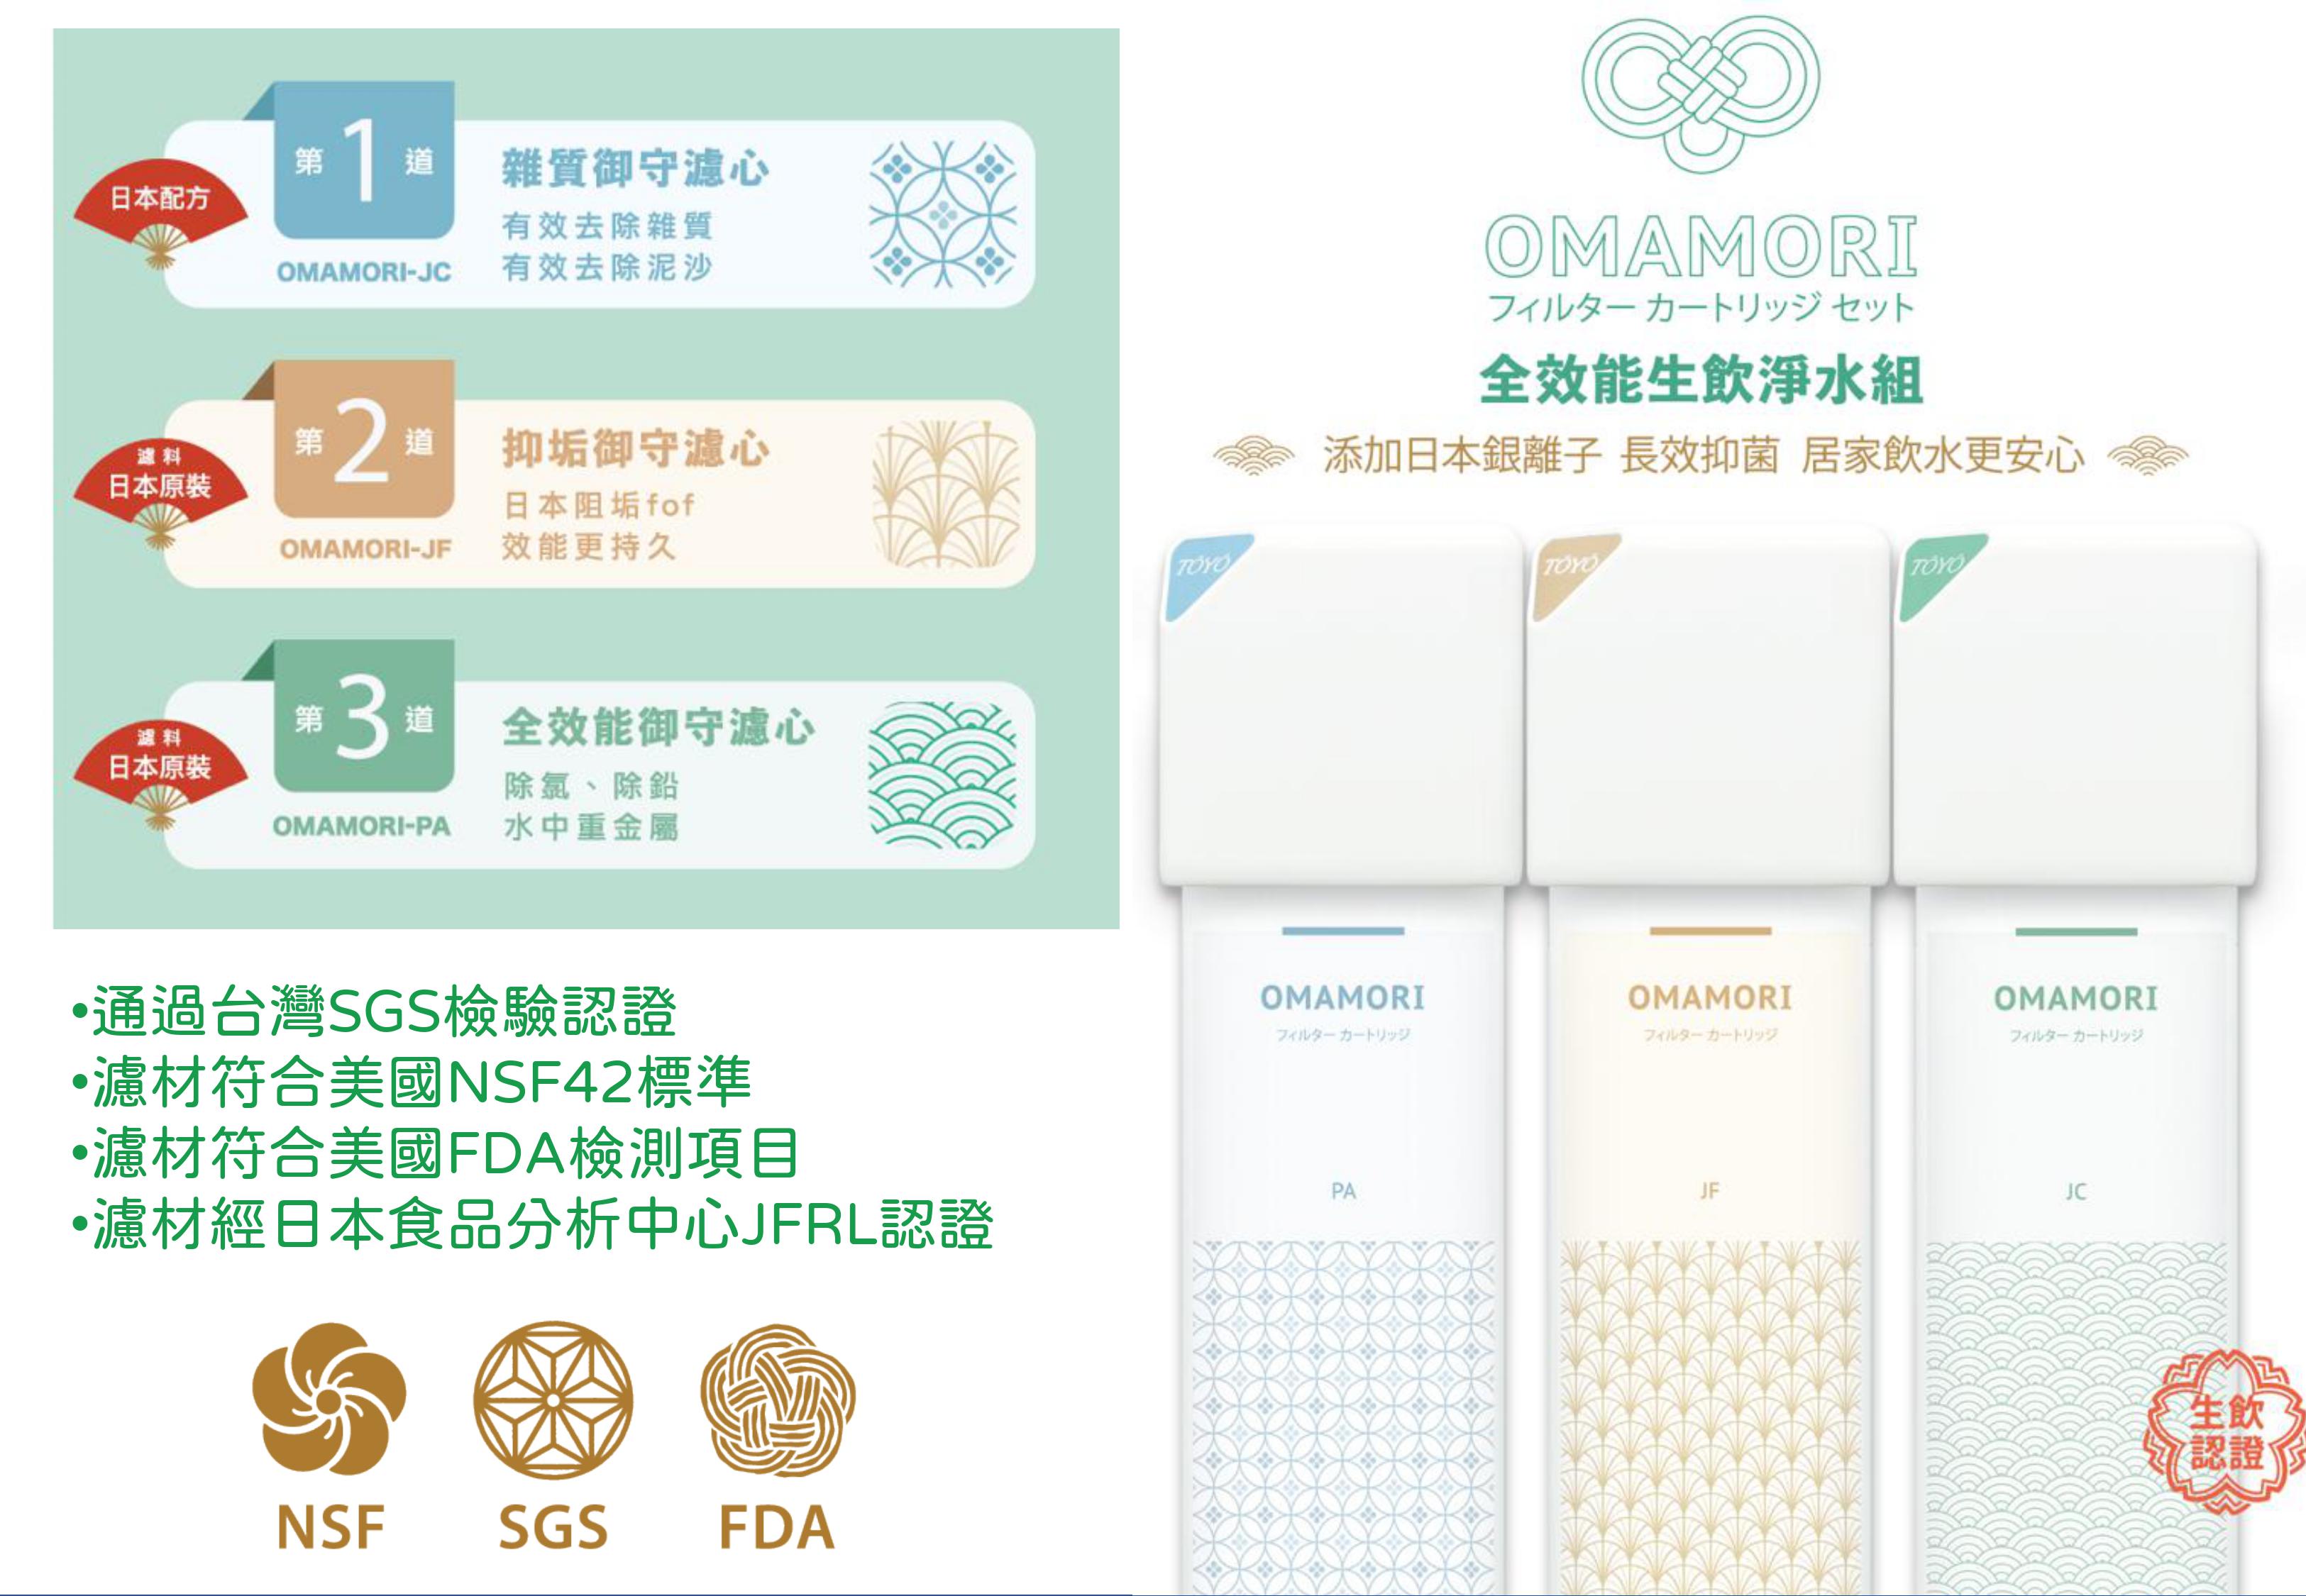 日本配方
第1道
OMAMORI-JC
雜質御守濾心
有效去除雜質
有效去除泥沙
濾料
日本原裝
第2道
OMAMORI-JF
抑垢御守濾心
日本阻垢fof
效能更持久
濾料
日本原裝
第3道
OMAMORI-PA
全效能御守濾心
除氯、除鉛
水中重金屬
•通過台灣SGS檢驗認證
•濾材符合美國NSF42標準
•濾材符合美國FDA檢測項目
•濾材經日本食品分析中心JFRL認證
NSF
SGS
FDA
OMAMORI
フィルター カートリッジ セット
全效能生飲淨水組
添加日本銀離子 長效抑菌 居家飲水更安心
TÔYÔ
TÔYÔ
TÔYÔ
OMAMORI
フィルター カートリッジ
PA
OMAMORI
フィルター カートリッジ
JF
OMAMORI
フィルター カートリッジ
JC
生飲
認證